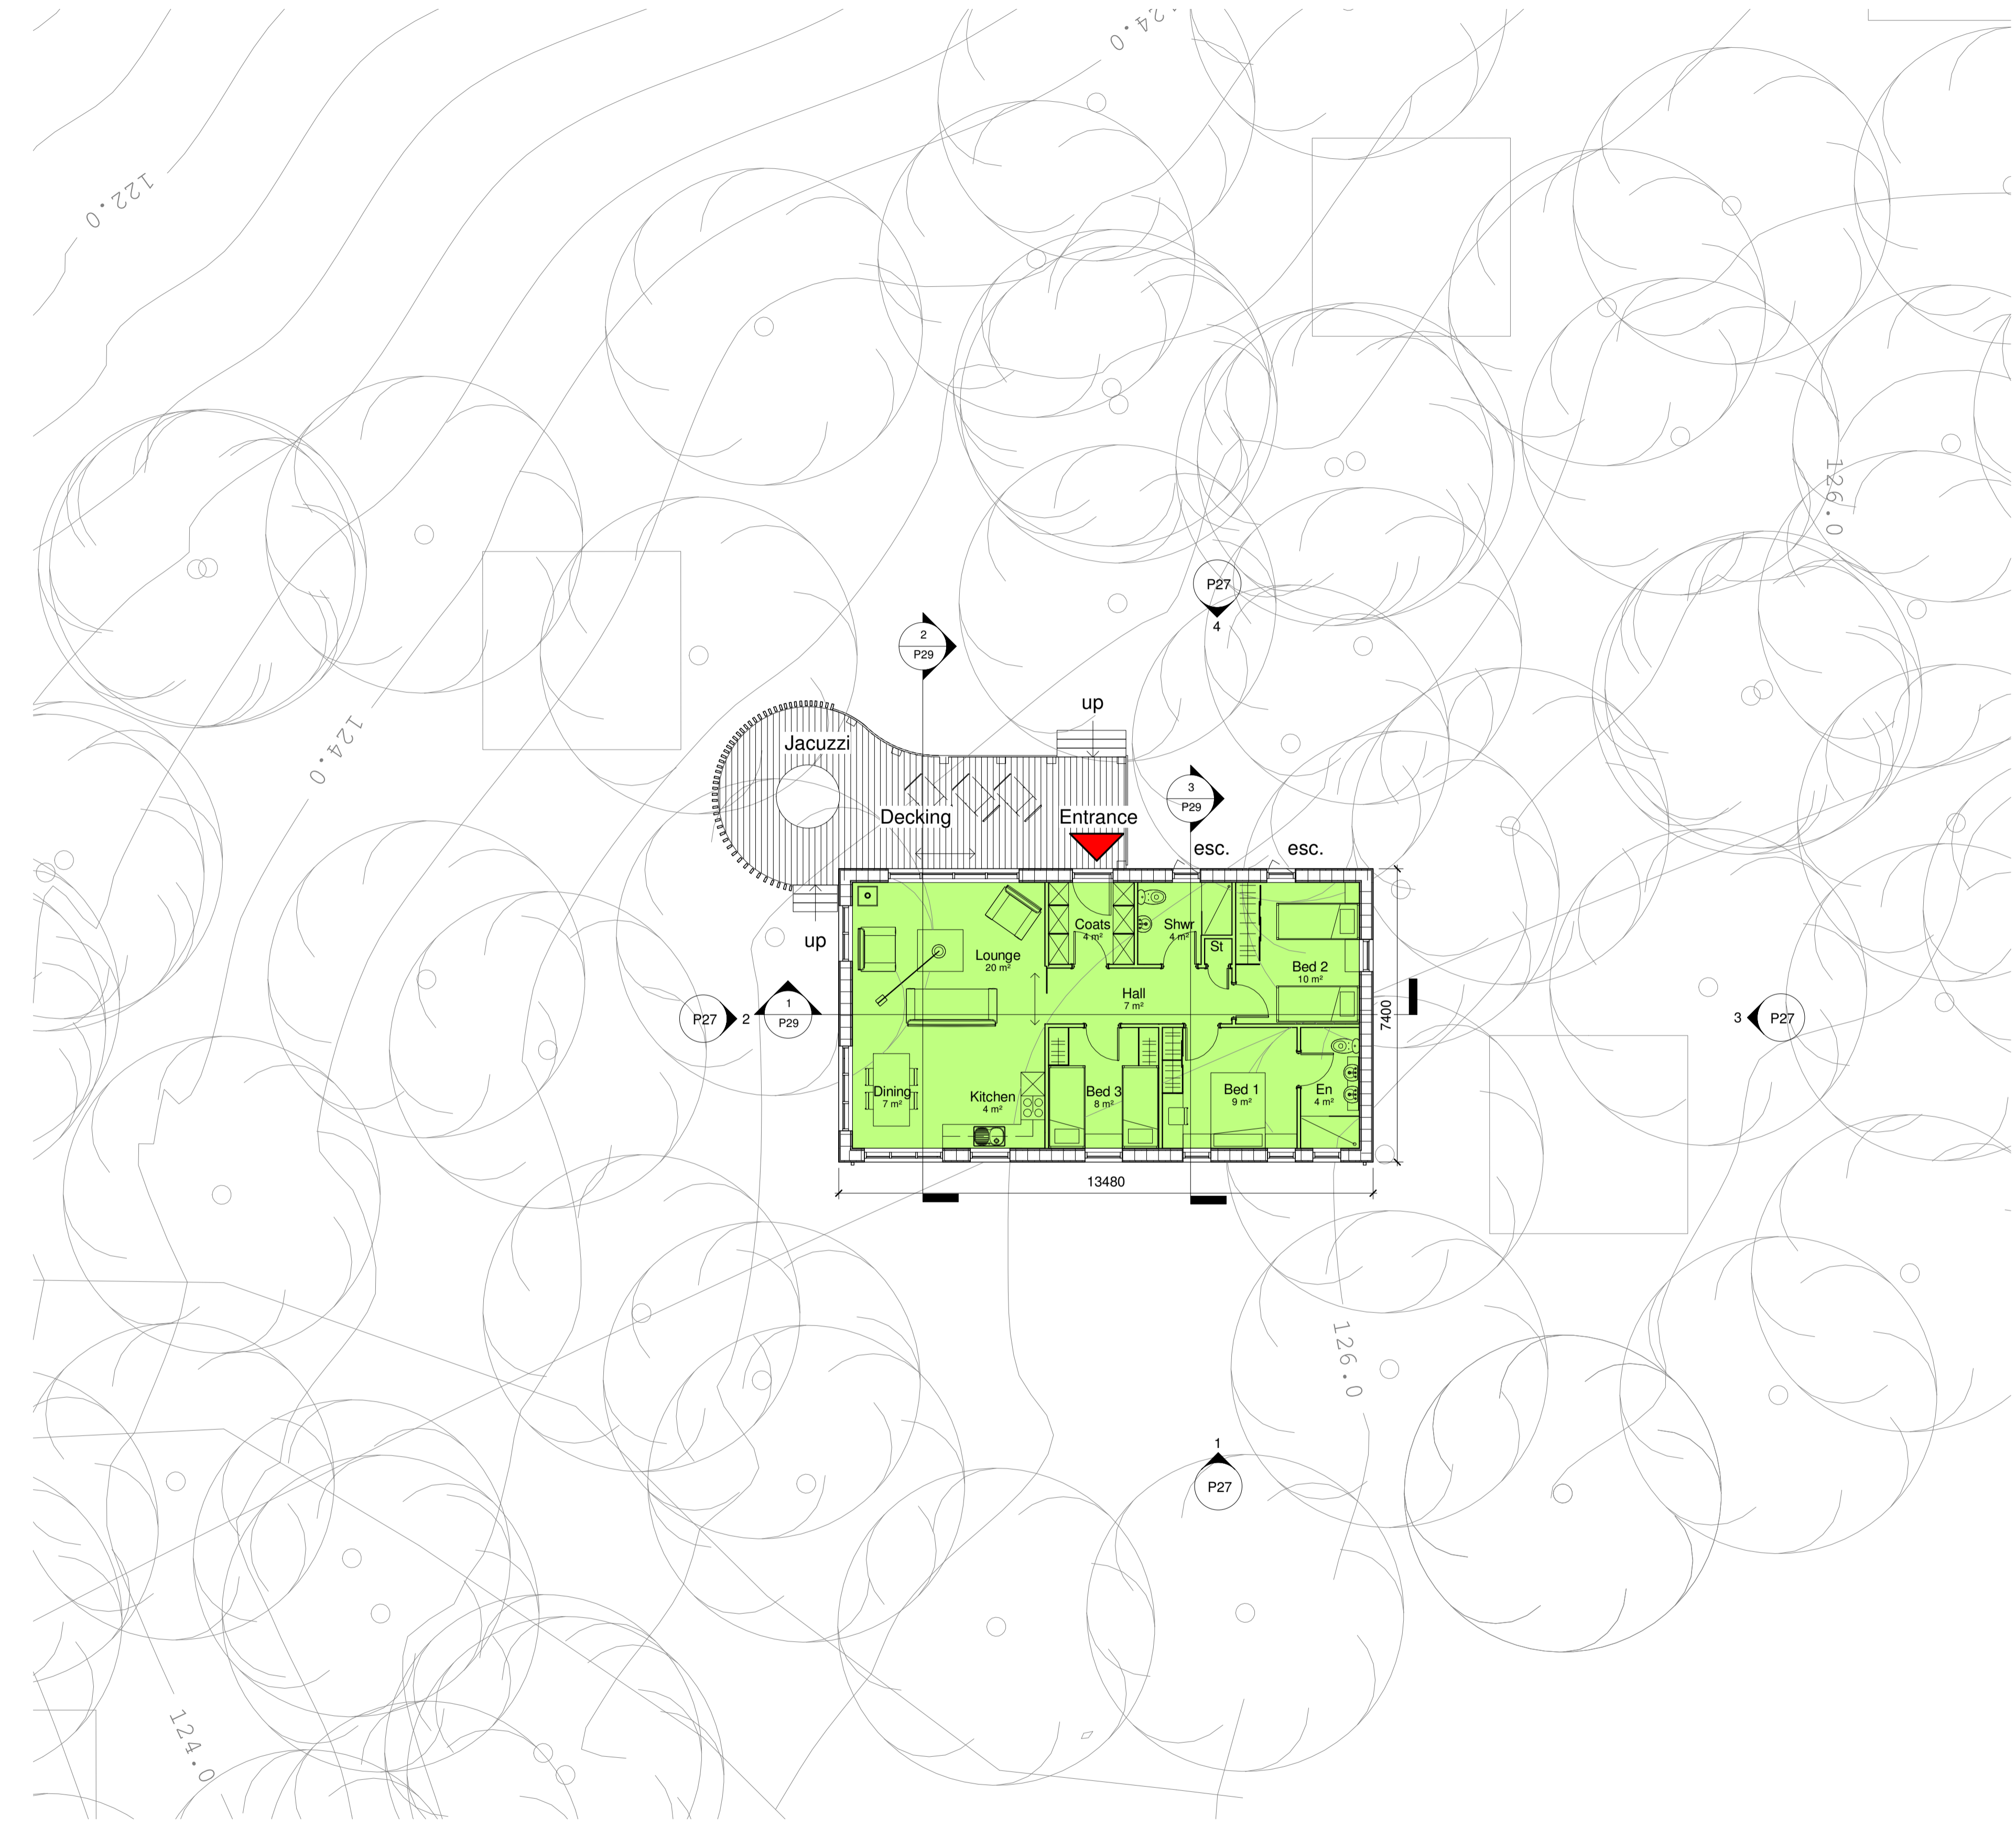 124.0
122.0
126.0
P27
4
2
P29
up
124.0
Jacuzzi
3
P29
Decking
Entrance
esc.
esc.
up
Coats
4 m²
Shwr
4 m²
St
Lounge
20 m²
Bed 2
10 m²
Hall
7 m²
P27
2
1
P29
7400
3
P27
Dining
7 m²
Kitchen
4 m²
Bed 3
8 m²
Bed 1
9 m²
En
4 m²
13480
126.0
1
P27
124.0